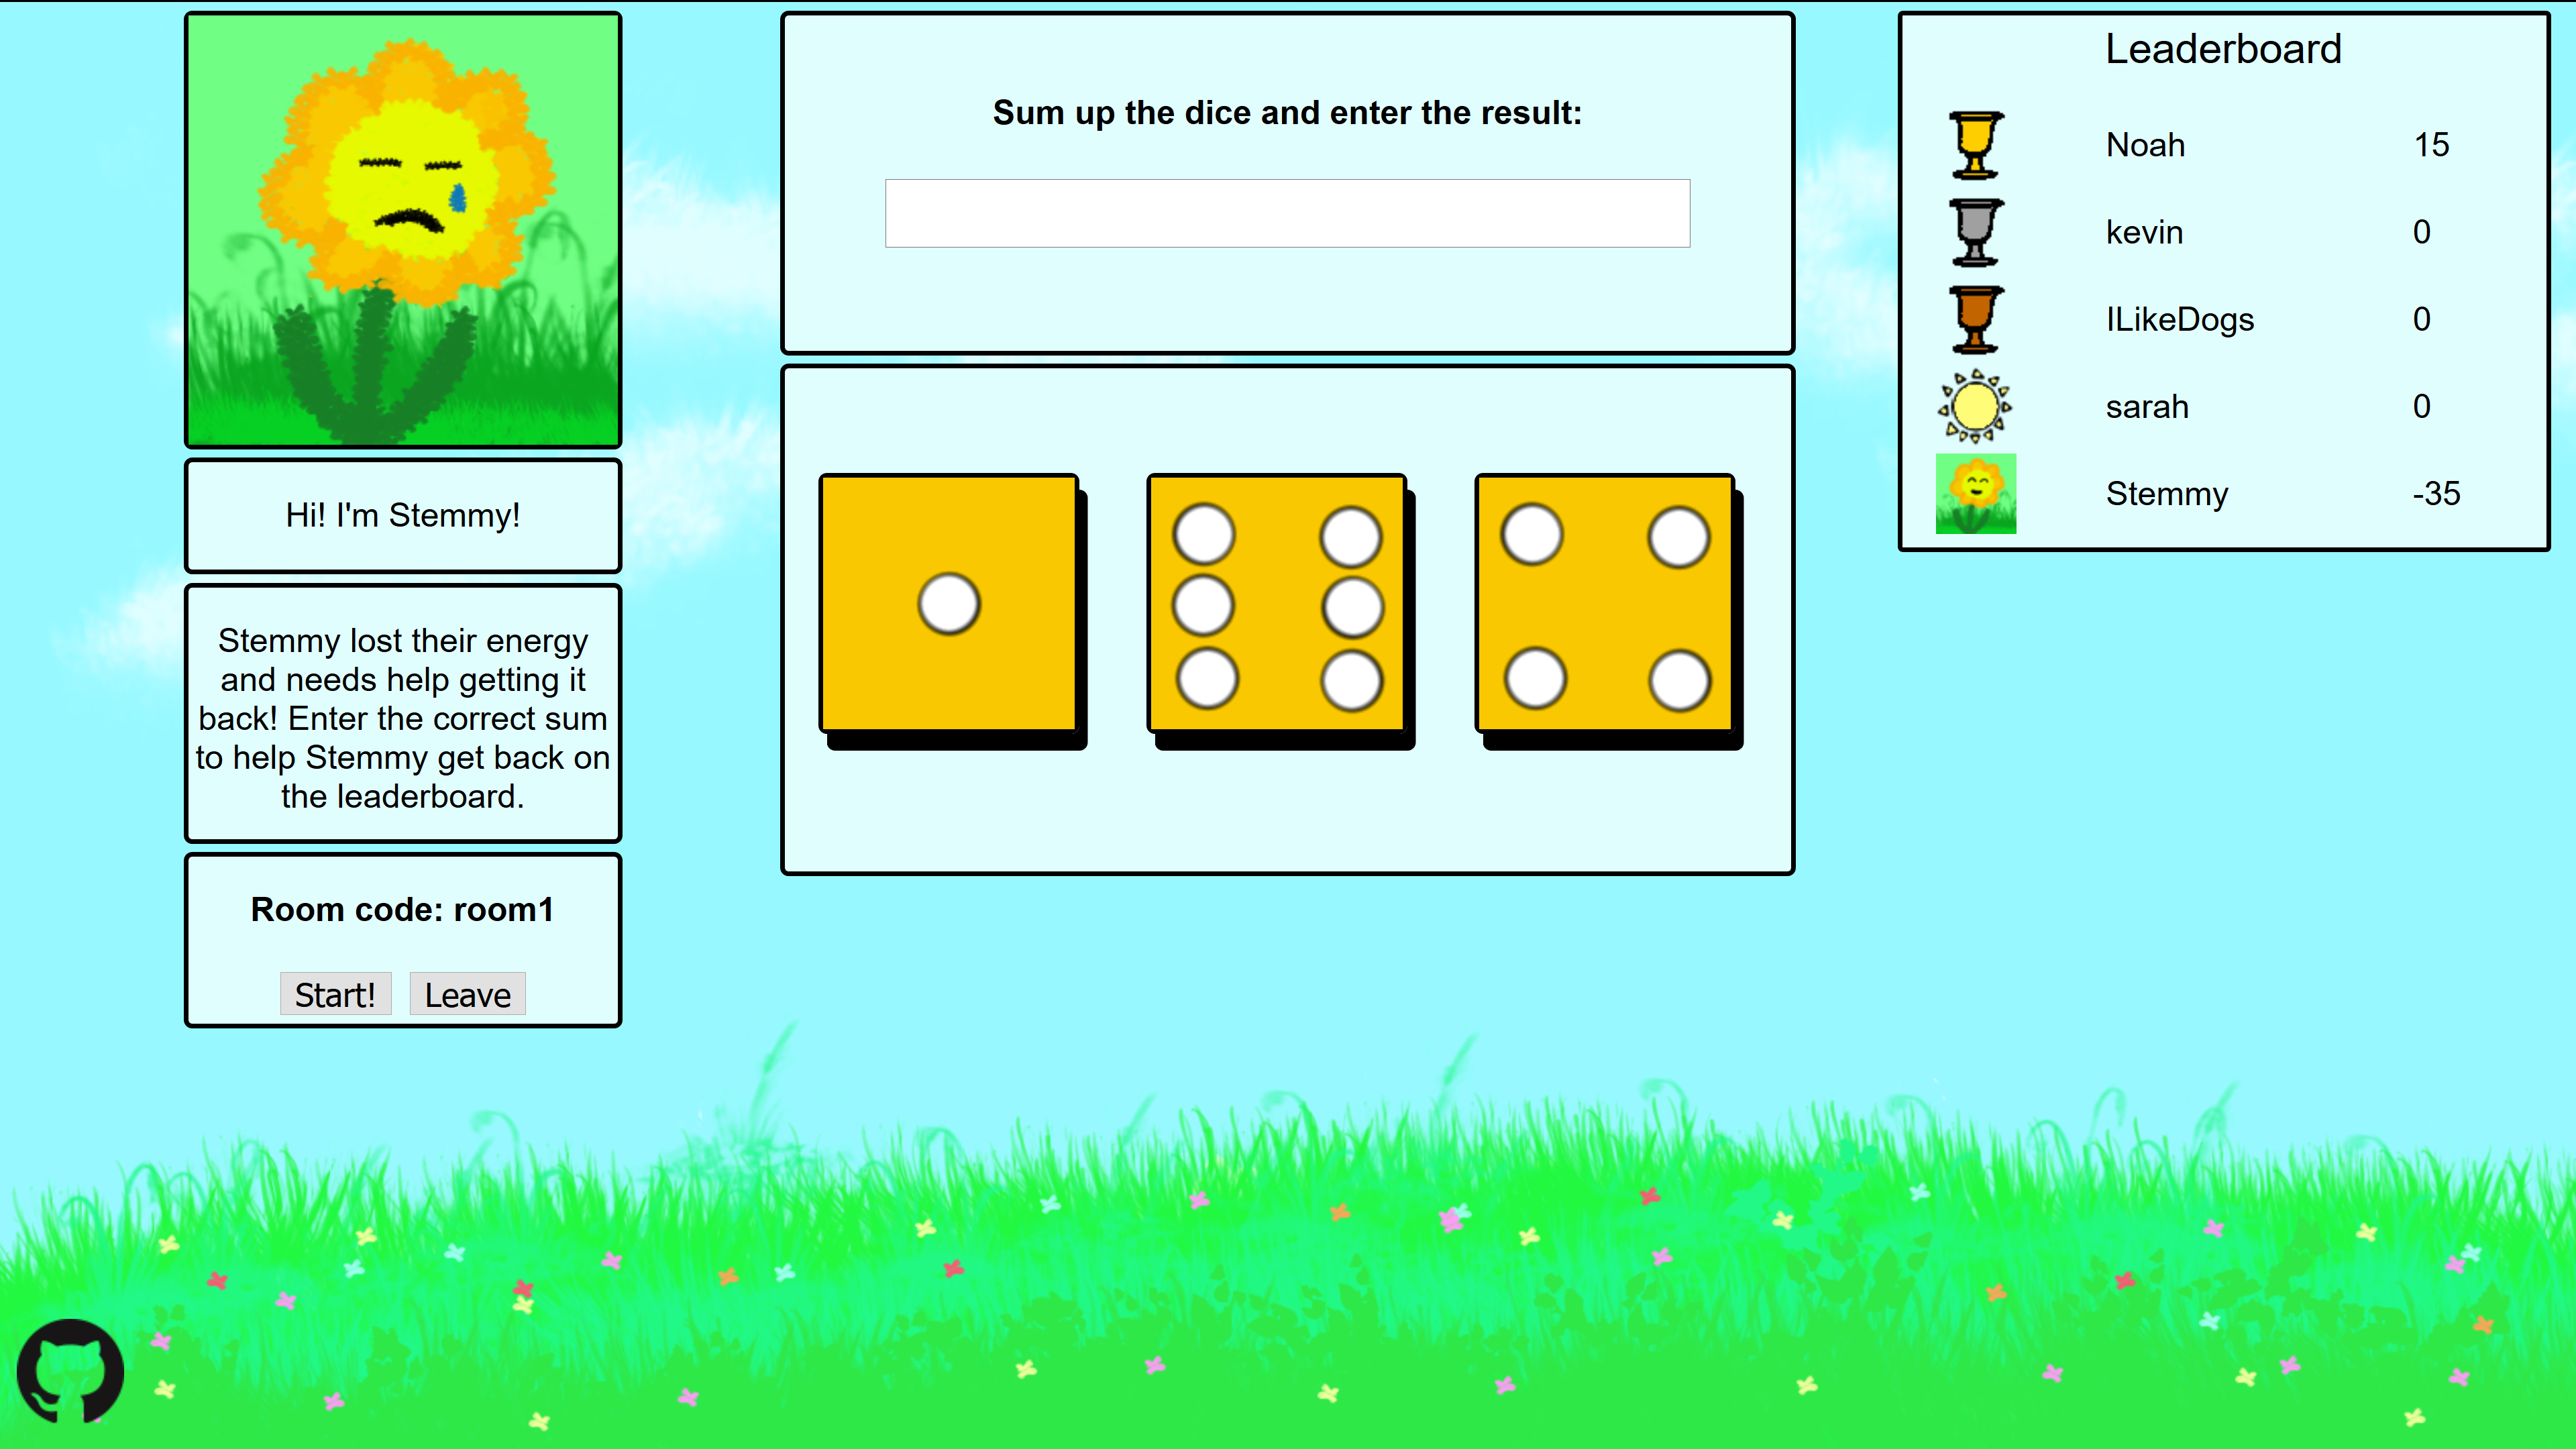 Hi! I'm Stemmy!
Stemmy lost their energy
and needs help getting it
back! Enter the correct sum
to help Stemmy get back on
the leaderboard.
Room code: room1
Start! Leave
Sum up the dice and enter the result:
Leaderboard
Noah 15
kevin 0
ILikeDogs 0
sarah 0
Stemmy -35